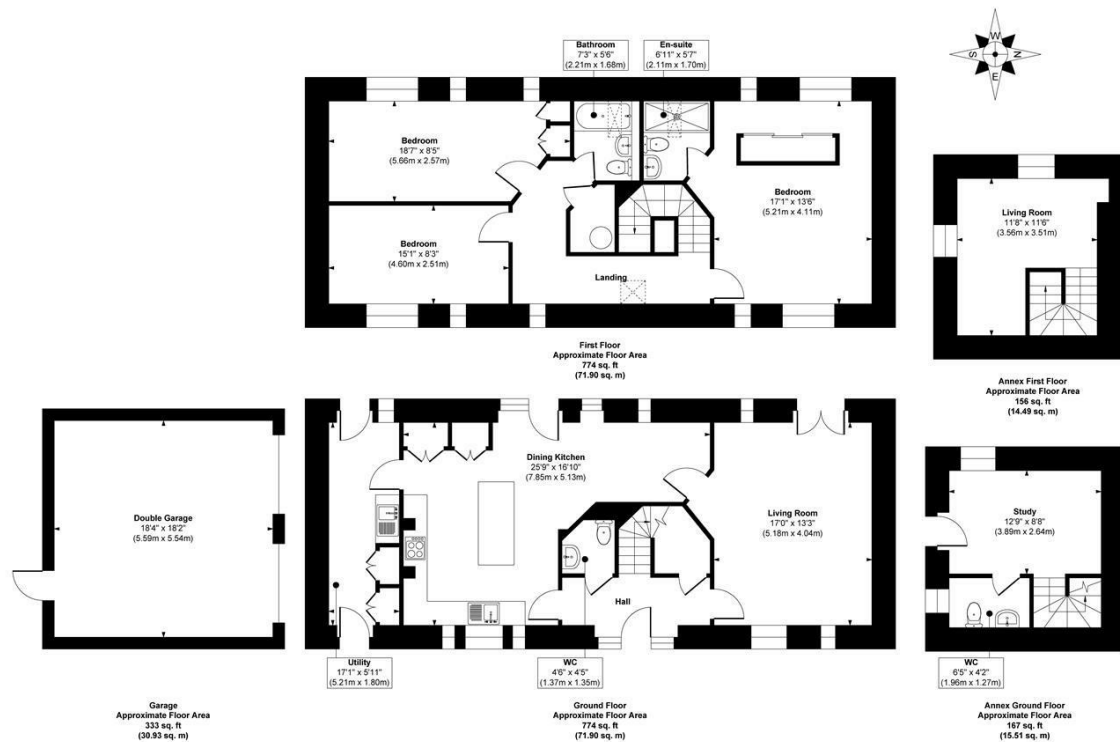 Bathroom
7'3" x 5'6"
(2.21m x 1.68m)
En-suite
6'11" x 5'7"
(2.11m x 1.70m)
W
S
N
E
Bedroom
18'7" x 8'5"
(5.66m x 2.57m)
Bedroom
17'1" x 13'6"
(5.21m x 4.11m)
Bedroom
15'1" x 8'3"
(4.60m x 2.51m)
Landing
First Floor
Approximate Floor Area
774 sq. ft
(71.90 sq. m)
Living Room
11'8" x 11'6"
(3.56m x 3.51m)
Annex First Floor
Approximate Floor Area
156 sq. ft
(14.49 sq. m)
Double Garage
18'4" x 18'2"
(5.59m x 5.54m)
Dining Kitchen
25'9" x 16'10"
(7.85m x 5.13m)
Living Room
17'0" x 13'3"
(5.18m x 4.04m)
Hall
Study
12'9" x 8'8"
(3.89m x 2.64m)
Utility
17'1" x 5'11"
(5.21m x 1.80m)
WC
4'6" x 4'5"
(1.37m x 1.35m)
WC
6'5" x 4'2"
(1.96m x 1.27m)
Garage
Approximate Floor Area
333 sq. ft
(30.93 sq. m)
Ground Floor
Approximate Floor Area
774 sq. ft
(71.90 sq. m)
Annex Ground Floor
Approximate Floor Area
167 sq. ft
(15.51 sq. m)